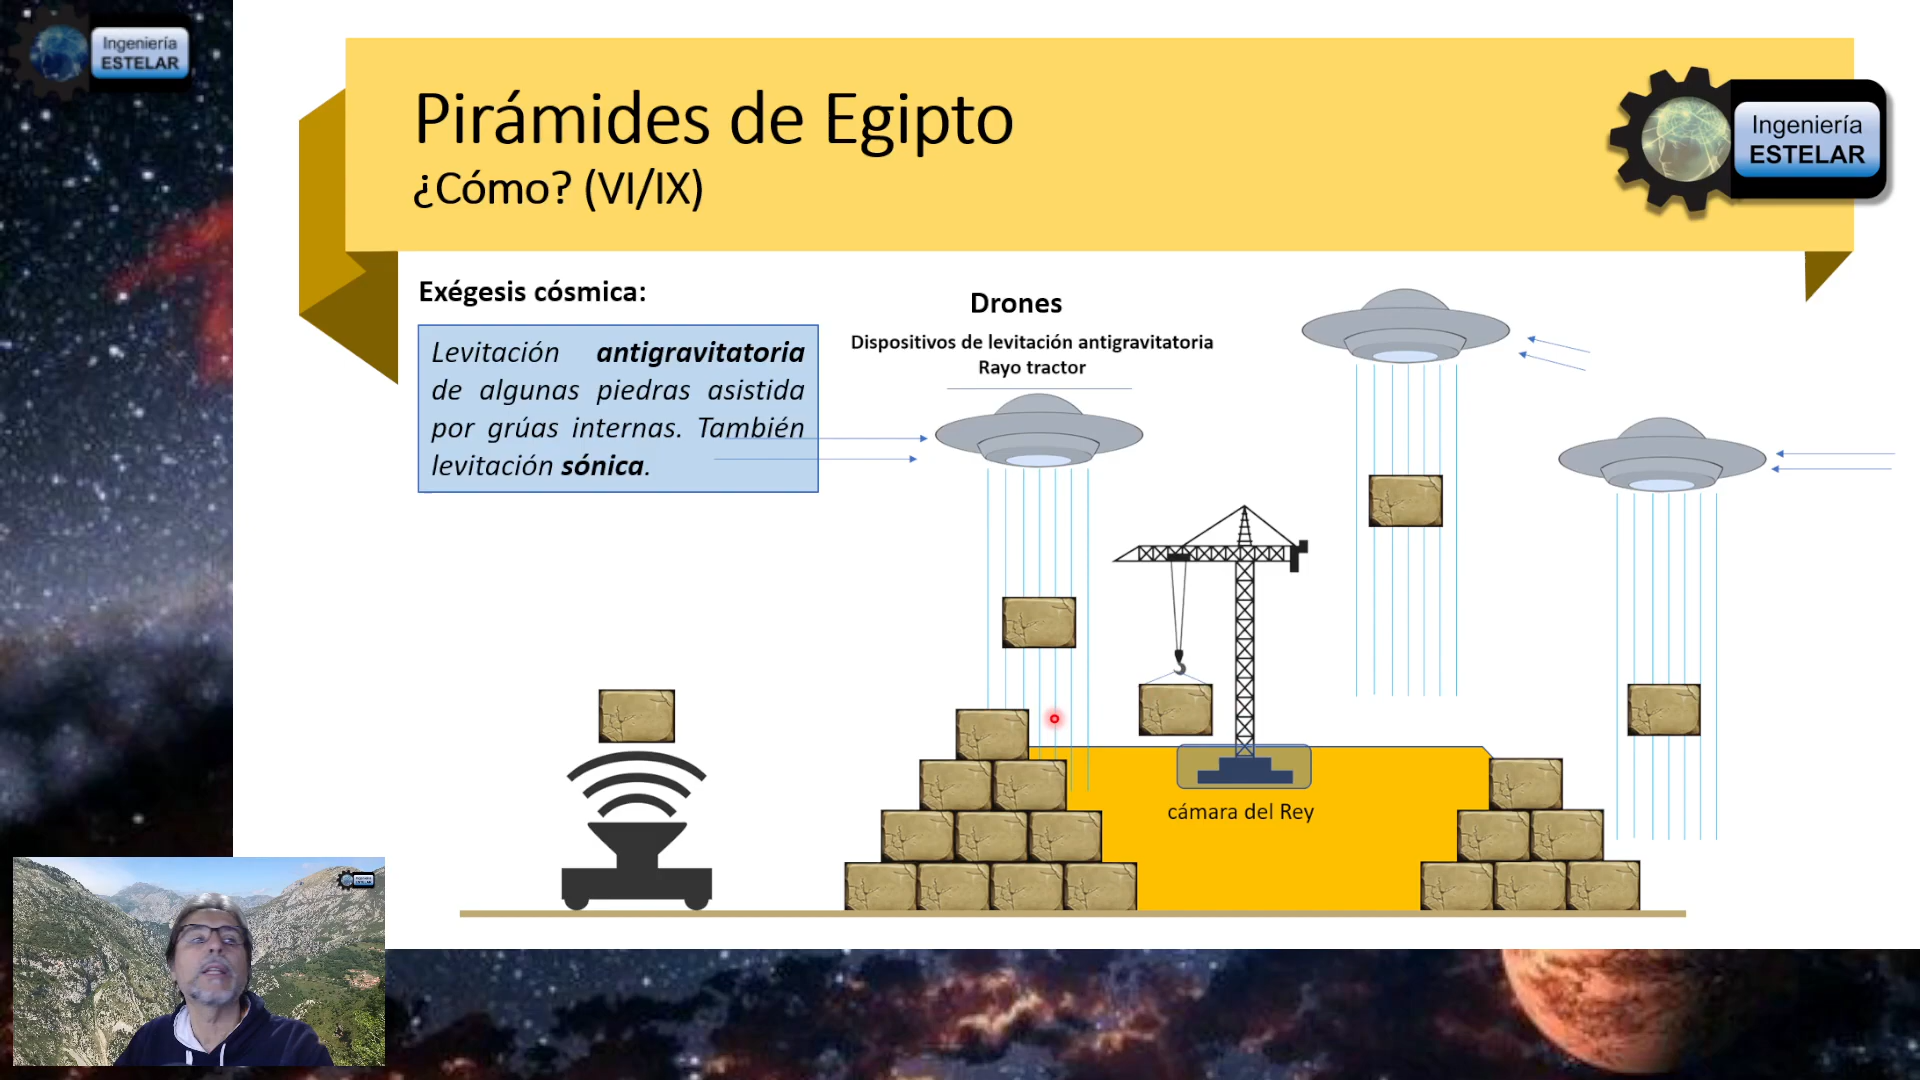 Ingeniería
ESTELAR
Pirámides de Egipto
¿Cómo? (VI/IX)
Ingeniería
ESTELAR
Exégesis cósmica:
Levitación antigravitatoria
de algunas piedras asistida
por grúas internas. También
levitación sónica.
Drones
Dispositivos de levitación antigravitatoria
Rayo tractor
cámara del Rey